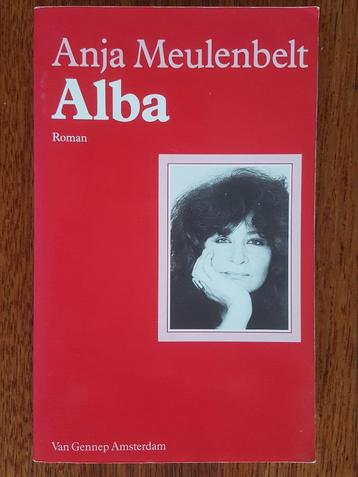 Anja Meulenbelt
Alba
Roman
Van Gennep Amsterdam